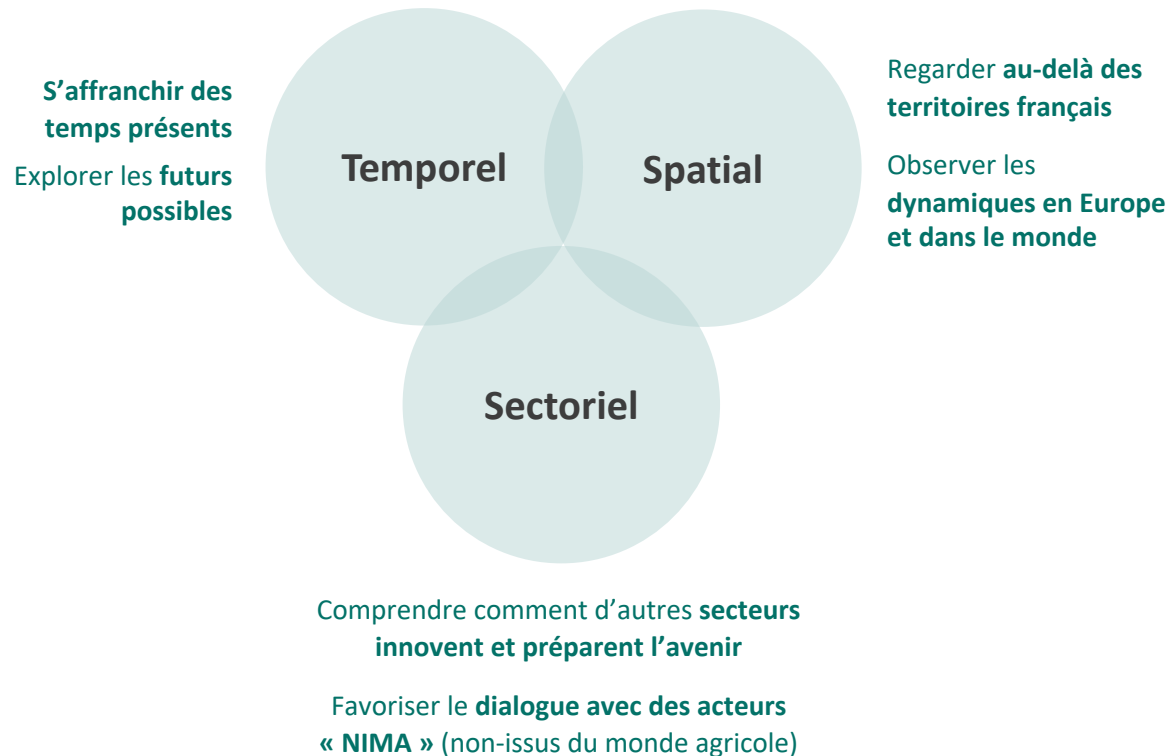 S’affranchir des
temps présents
Explorer les futurs
possibles
Temporel
Spatial
Regarder au-delà des
territoires français
Observer les
dynamiques en Europe
et dans le monde
Sectoriel
Comprendre comment d’autres secteurs
innovent et préparent l’avenir
Favoriser le dialogue avec des acteurs
« NIMA » (non-issus du monde agricole)